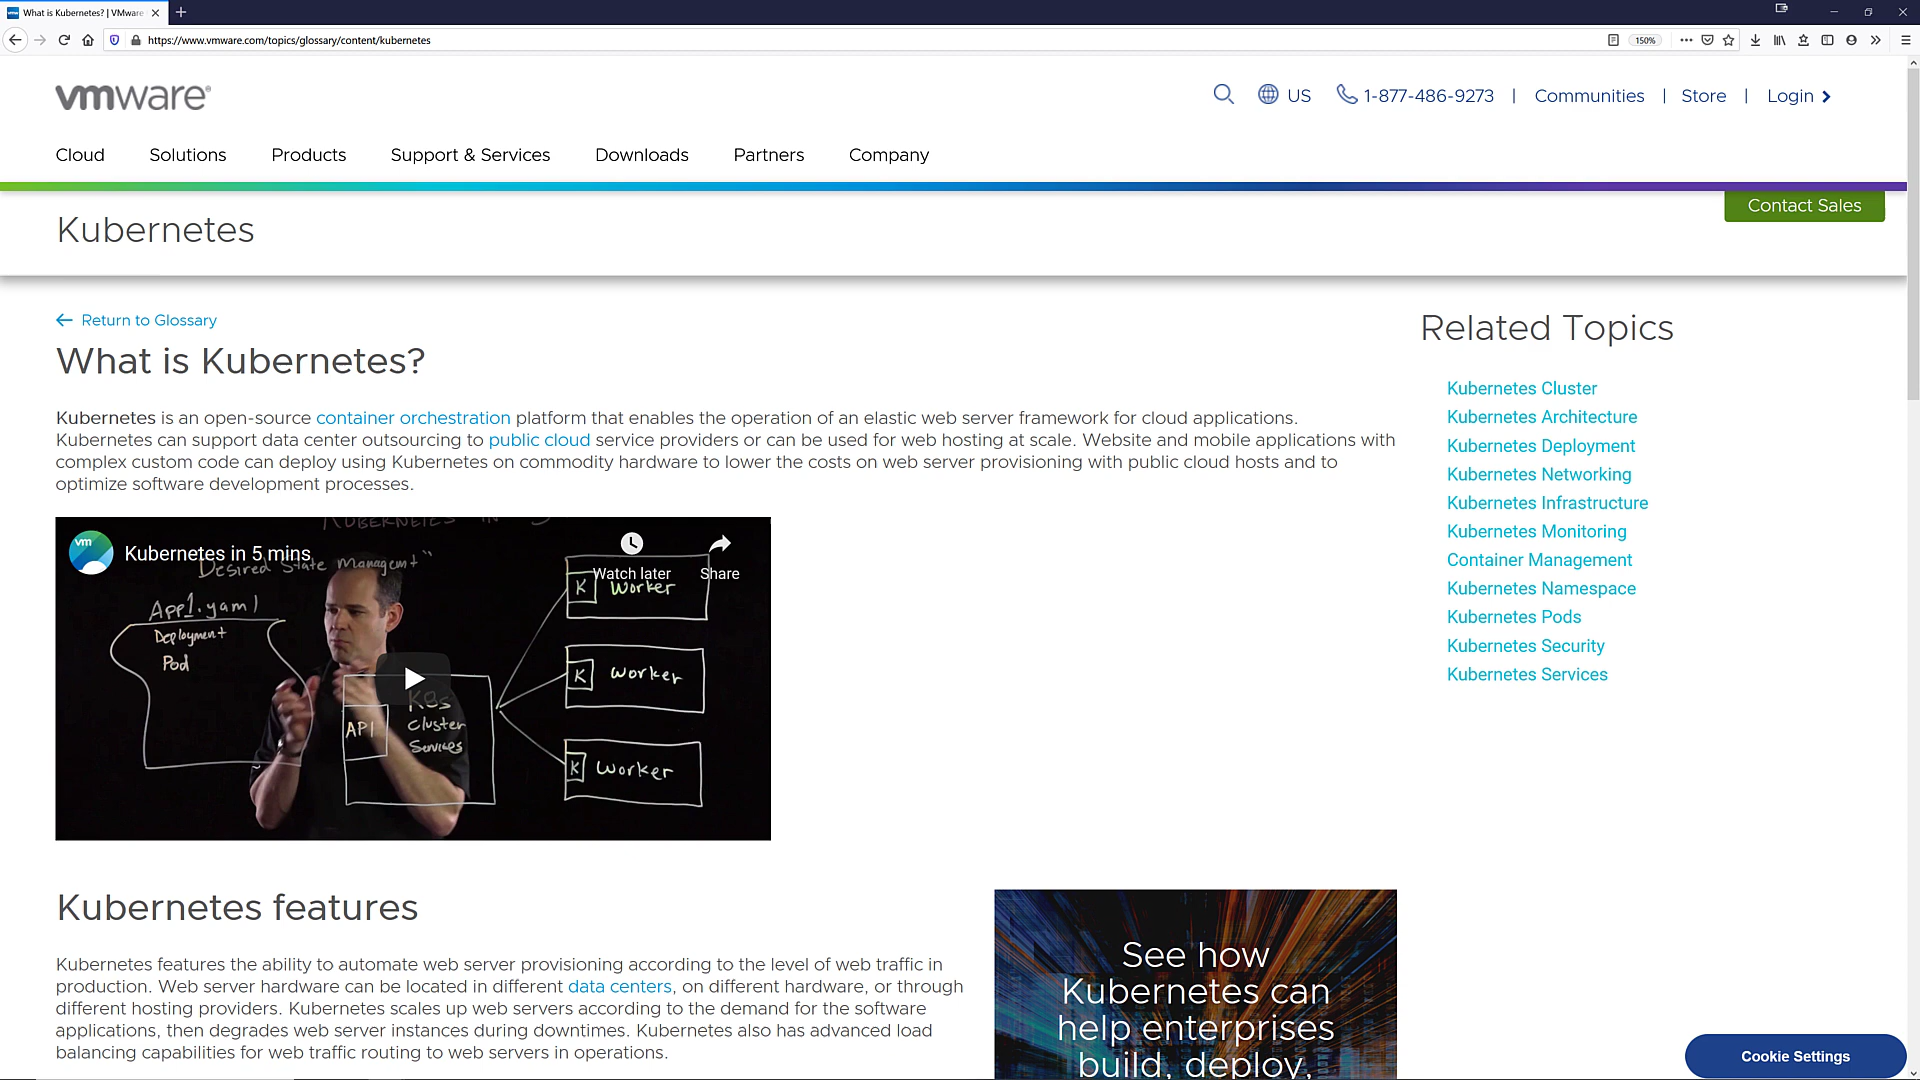 What is Kubernetes? | VMware
https://www.vmware.com/topics/glossary/content/kubernetes
150%
vmware®
US
1-877-486-9273 | Communities | Store | Login
Cloud Solutions Products Support & Services Downloads Partners Company
Contact Sales
Kubernetes
Return to Glossary
What is Kubernetes?
Kubernetes is an open-source container orchestration platform that enables the operation of an elastic web server framework for cloud applications.
Kubernetes can support data center outsourcing to public cloud service providers or can be used for web hosting at scale. Website and mobile applications with
complex custom code can deploy using Kubernetes on commodity hardware to lower the costs on web server provisioning with public cloud hosts and to
optimize software development processes.
Kubernetes in 5 mins
vm
Watch later
Share
Desired State Management"
App1.yaml
Deployment
Pod
K8s
Cluster
Services
API
K Worker
K Worker
K Worker
Kubernetes features
Kubernetes features the ability to automate web server provisioning according to the level of web traffic in
production. Web server hardware can be located in different data centers, on different hardware, or through
different hosting providers. Kubernetes scales up web servers according to the demand for the software
applications, then degrades web server instances during downtimes. Kubernetes also has advanced load
balancing capabilities for web traffic routing to web servers in operations.
See how
Kubernetes can
help enterprises
build, deploy,
Related Topics
Kubernetes Cluster
Kubernetes Architecture
Kubernetes Deployment
Kubernetes Networking
Kubernetes Infrastructure
Kubernetes Monitoring
Container Management
Kubernetes Namespace
Kubernetes Pods
Kubernetes Security
Kubernetes Services
Cookie Settings